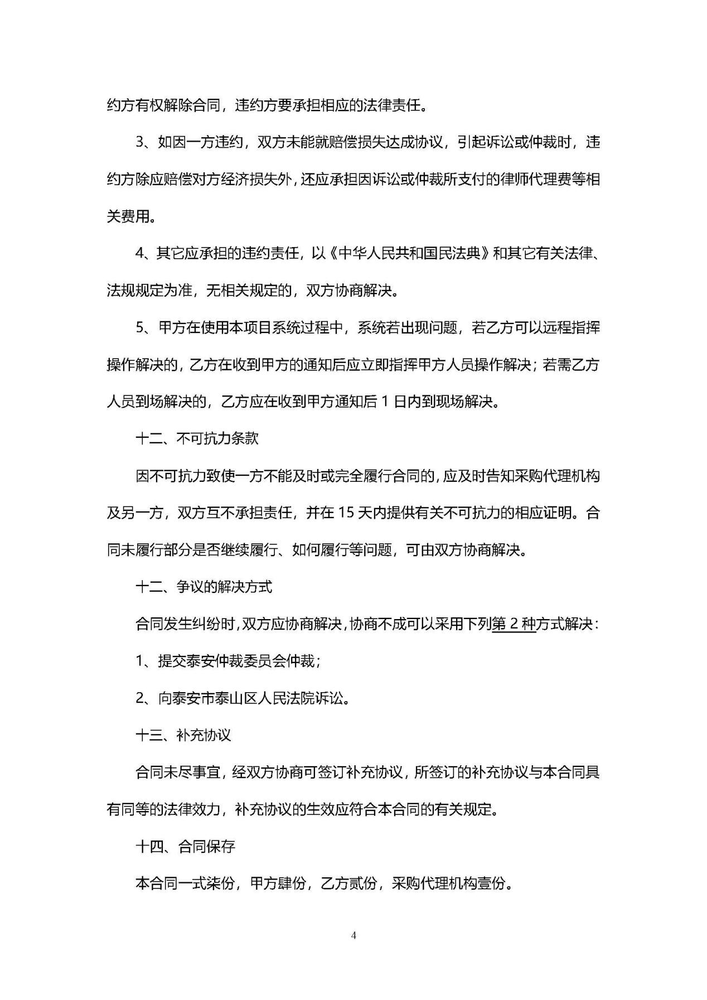 约方有权解除合同，违约方要承担相应的法律责任。
3、如因一方违约，双方未能就赔偿损失达成协议，引起诉讼或仲裁时，违
约方除应赔偿对方经济损失外，还应承担因诉讼或仲裁所支付的律师代理费等相
关费用。
4、其它应承担的违约责任，以《中华人民共和国民法典》和其它有关法律、
法规规定为准，无相关规定的，双方协商解决。
5、甲方在使用本项目系统过程中，系统若出现问题，若乙方可以远程指挥
操作解决的，乙方在收到甲方的通知后应立即指挥甲方人员操作解决；若需乙方
人员到场解决的，乙方应在收到甲方通知后 1 日内到现场解决。
十二、不可抗力条款
因不可抗力致使一方不能及时或完全履行合同的，应及时告知采购代理机构
及另一方，双方互不承担责任，并在 15 天内提供有关不可抗力的相应证明。合
同未履行部分是否继续履行、如何履行等问题，可由双方协商解决。
十二、争议的解决方式
合同发生纠纷时，双方应协商解决，协商不成可以采用下列第 2 种方式解决：
1、提交泰安仲裁委员会仲裁；
2、向泰安市泰山区人民法院诉讼。
十三、补充协议
合同未尽事宜，经双方协商可签订补充协议，所签订的补充协议与本合同具
有同等的法律效力，补充协议的生效应符合本合同的有关规定。
十四、合同保存
本合同一式柒份，甲方肆份，乙方贰份，采购代理机构壹份。
4